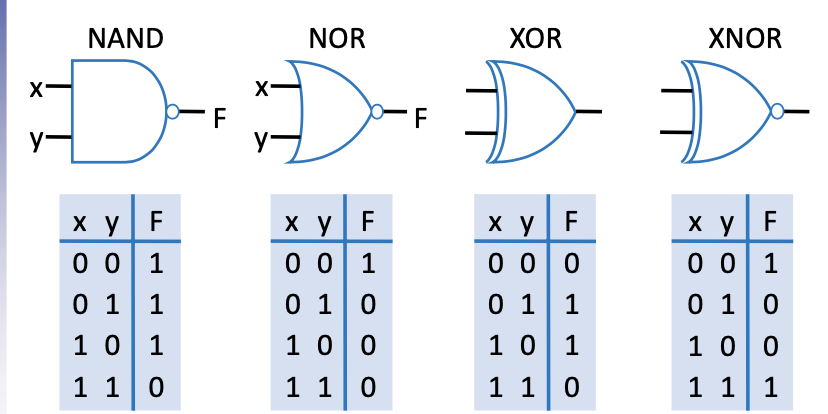 NAND NOR XOR XNOR
x x
F F
y y
x y F x y F x y F x y F
0 0 1 0 0 1 0 0 0 0 0 1
0 1 1 0 1 0 0 1 1 0 1 0
1 0 1 1 0 0 1 0 1 1 0 0
1 1 0 1 1 0 1 1 0 1 1 1